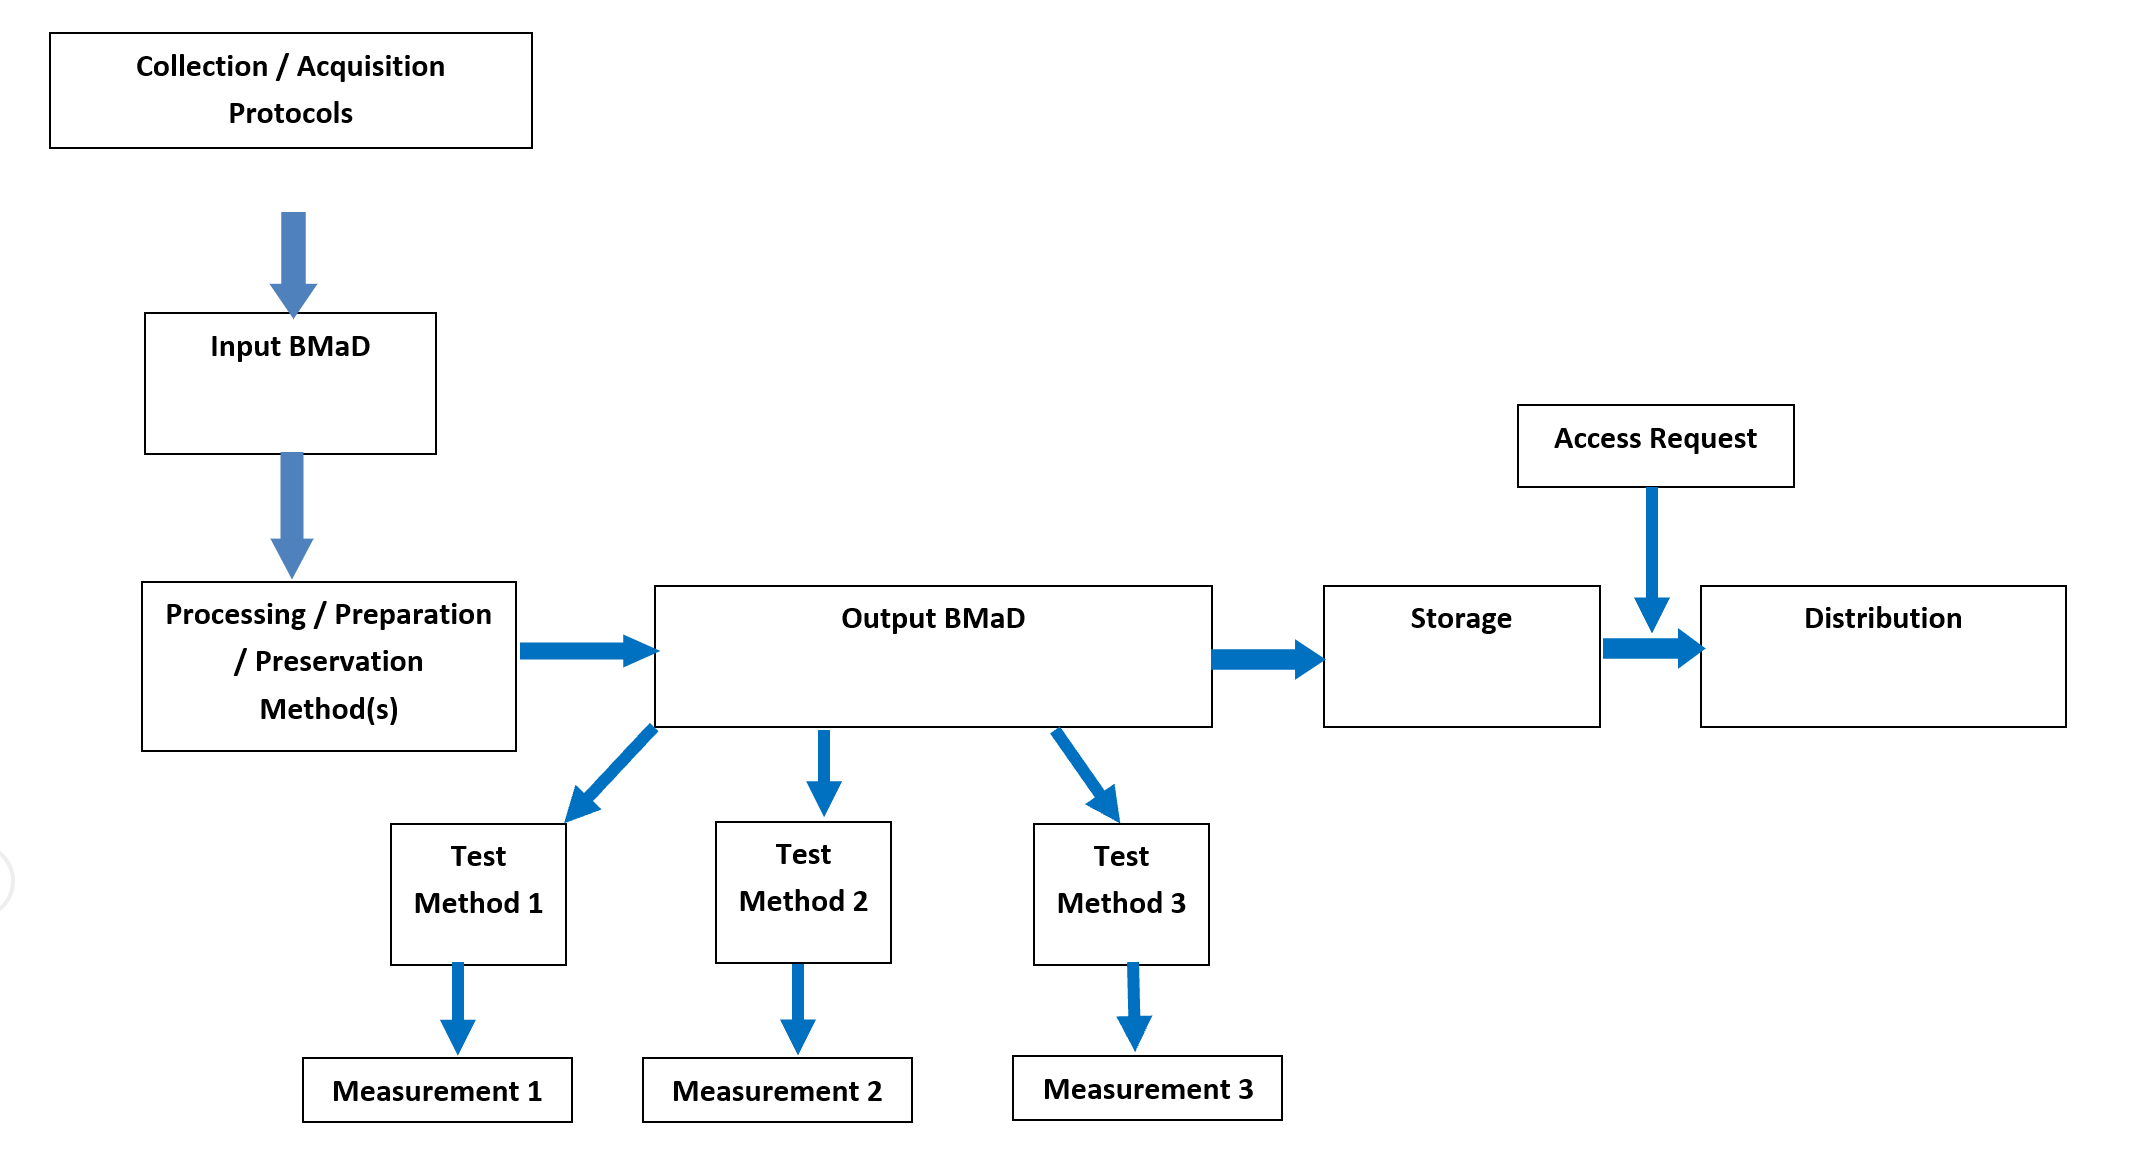 Collection / Acquisition
Protocols
Input BMaD
Access Request
Processing / Preparation
/ Preservation
Method(s)
Output BMaD
Storage
Distribution
Test
Method 1
Test
Method 2
Test
Method 3
Measurement 1
Measurement 2
Measurement 3